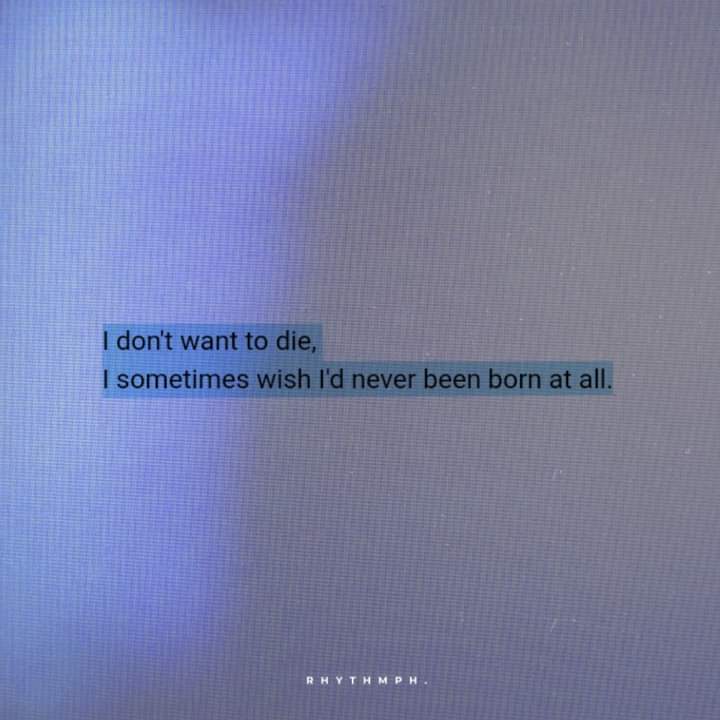 I don't want to die,
I sometimes wish I'd never been born at all.
RHYTHMPH.